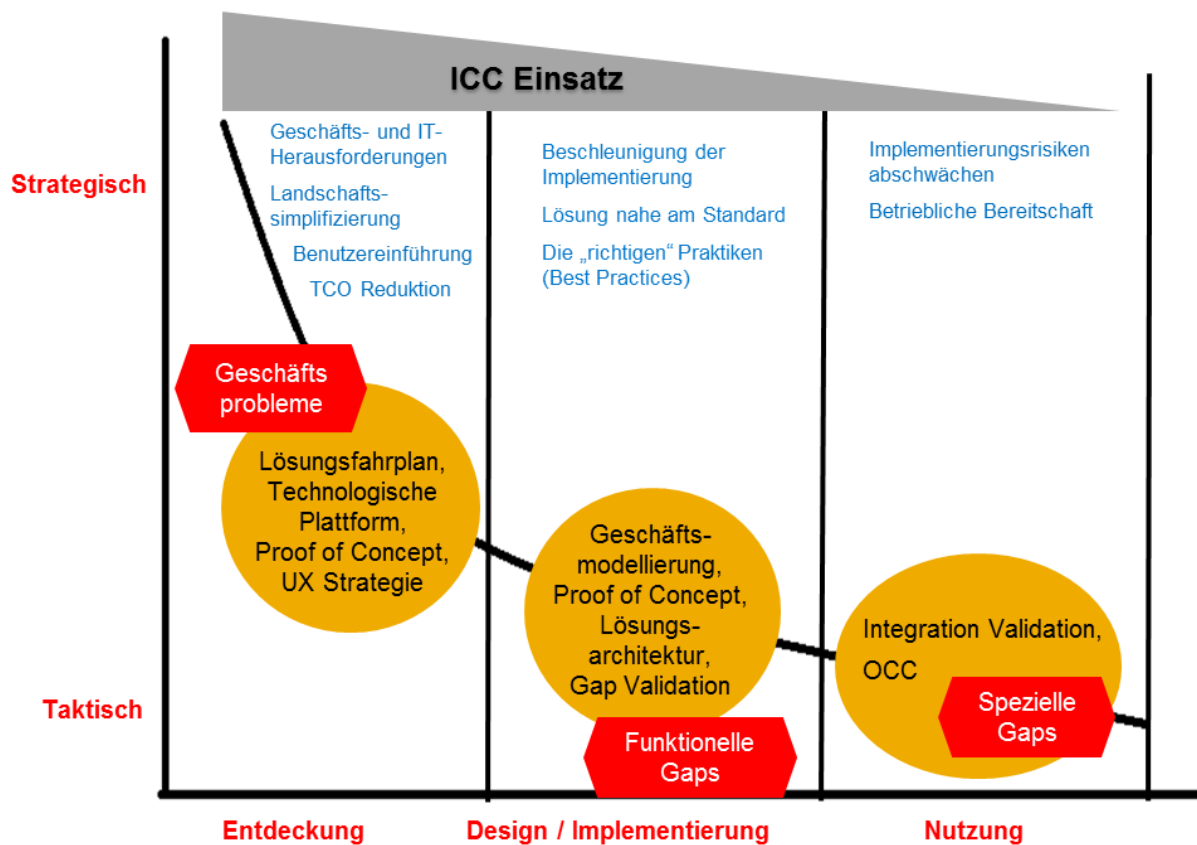 ICC Einsatz
Strategisch
Taktisch
Geschäfts- und IT-
Herausforderungen
Landschafts-
simplifizierung
Benutzereinführung
TCO Reduktion
Geschäfts
probleme
Lösungsfahrplan,
Technologische
Plattform,
Proof of Concept,
UX Strategie
Beschleunigung der
Implementierung
Lösung nahe am Standard
Die „richtigen“ Praktiken
(Best Practices)
Geschäfts-
modellierung,
Proof of Concept,
Lösungs-
architektur,
Gap Validation
Funktionelle
Gaps
Implementierungsrisiken
abschwächen
Betriebliche Bereitschaft
Integration Validation,
OCC
Spezielle
Gaps
Entdeckung
Design / Implementierung
Nutzung